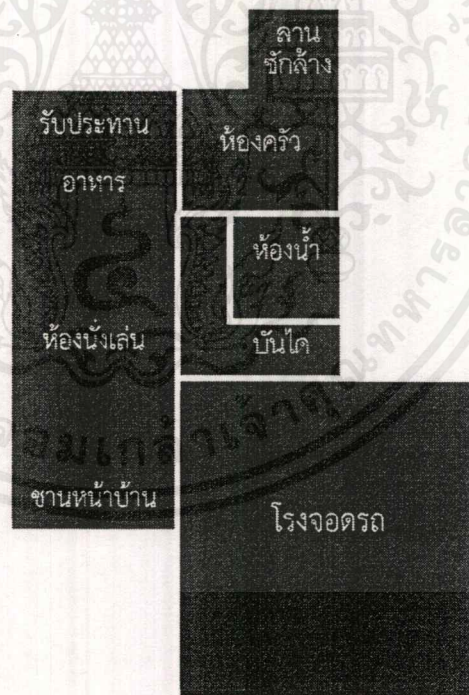 ลาน
ซักล้าง
รับประทาน
อาหาร
ห้องครัว
ห้องน้ำ
ห้องนั่งเล่น
บันได
ชานหน้าบ้าน
โรงจอดรถ